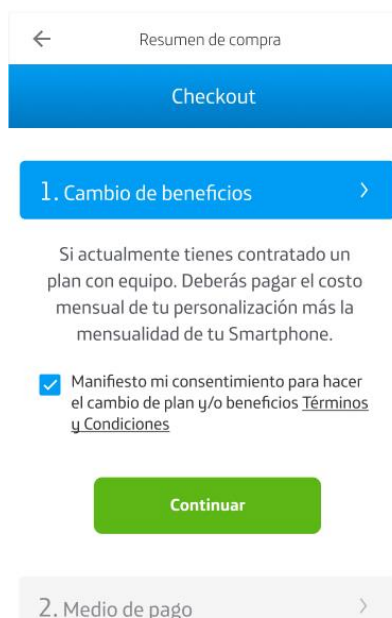 Resumen de compra
Checkout
1. Cambio de beneficios
Si actualmente tienes contratado un
plan con equipo. Deberás pagar el costo
mensual de tu personalización más la
mensualidad de tu Smartphone.
Manifiesto mi consentimiento para hacer
el cambio de plan y/o beneficios Términos
y Condiciones
Continuar
2. Medio de pago